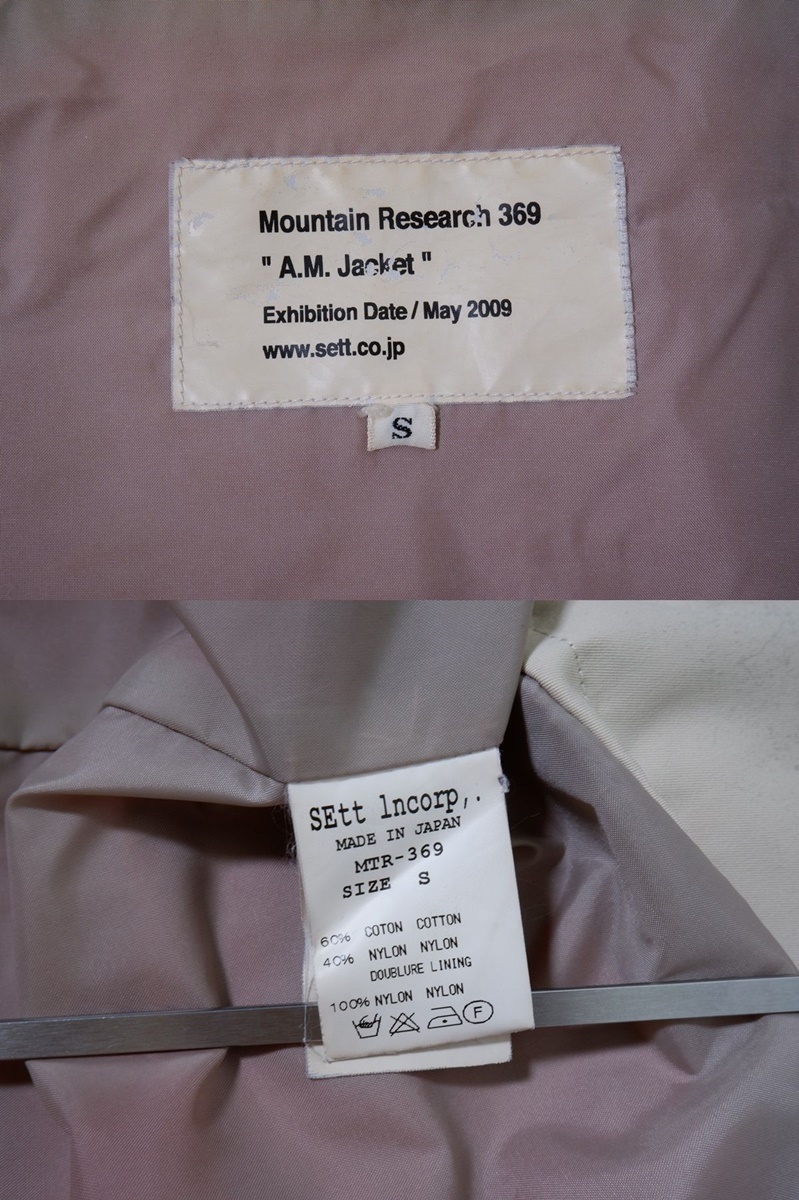 Mountain Research 369
" A.M. Jacket "
Exhibition Date / May 2009
www.sett.co.jp
S
SEtt lncorp,.
MADE IN JAPAN
MTR-369
SIZE S
60% COTON COTTON
40% NYLON NYLON
DOUBLURE LINING
100% NYLON NYLON
F